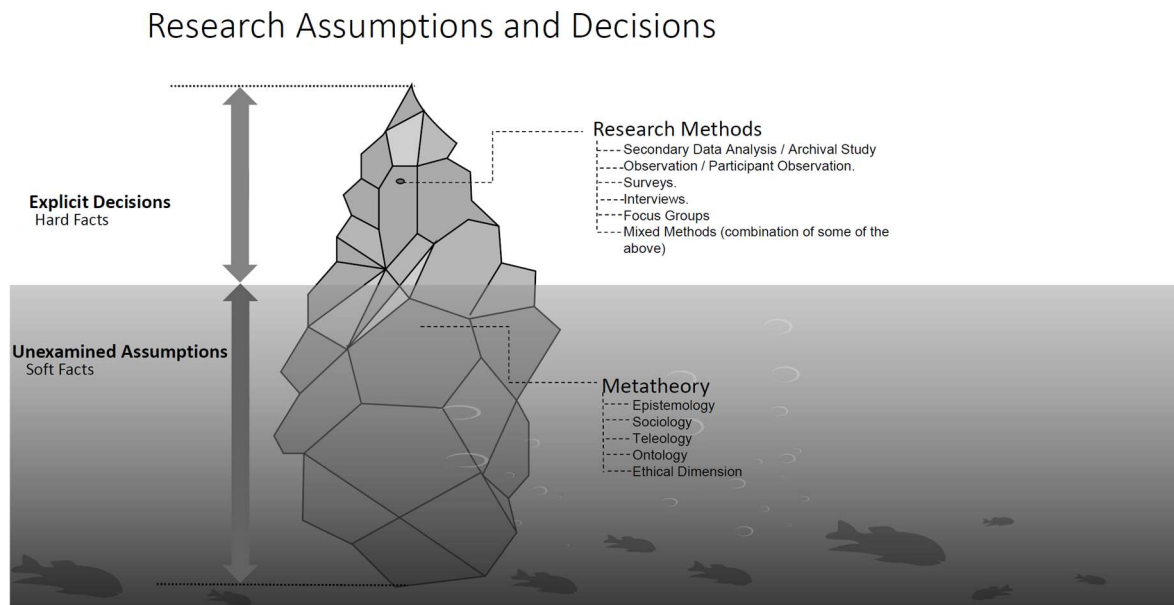 Research Assumptions and Decisions
Research Methods
Secondary Data Analysis / Archival Study
Observation / Participant Observation.
Surveys.
Interviews.
Focus Groups
Mixed Methods (combination of some of the
above)
Explicit Decisions
Hard Facts
Unexamined Assumptions
Soft Facts
Metatheory
Epistemology
Sociology
Teleology
Ontology
Ethical Dimension